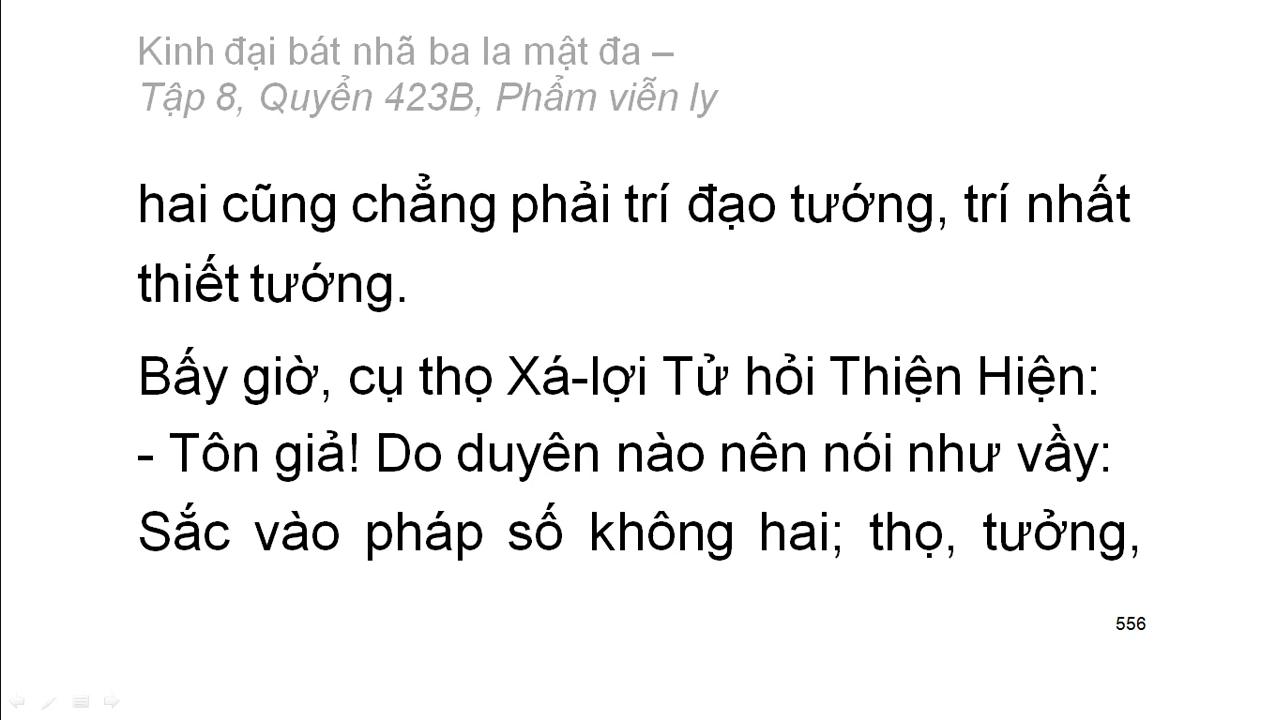 Kinh đại bát nhã ba la mật đa –
Tập 8, Quyển 423B, Phẩm viễn ly
hai cũng chẳng phải trí đạo tướng, trí nhất
thiết tướng.
Bấy giờ, cụ thọ Xá-lợi Tử hỏi Thiện Hiện:
- Tôn giả! Do duyên nào nên nói như vầy:
Sắc vào pháp số không hai; thọ, tưởng,
556